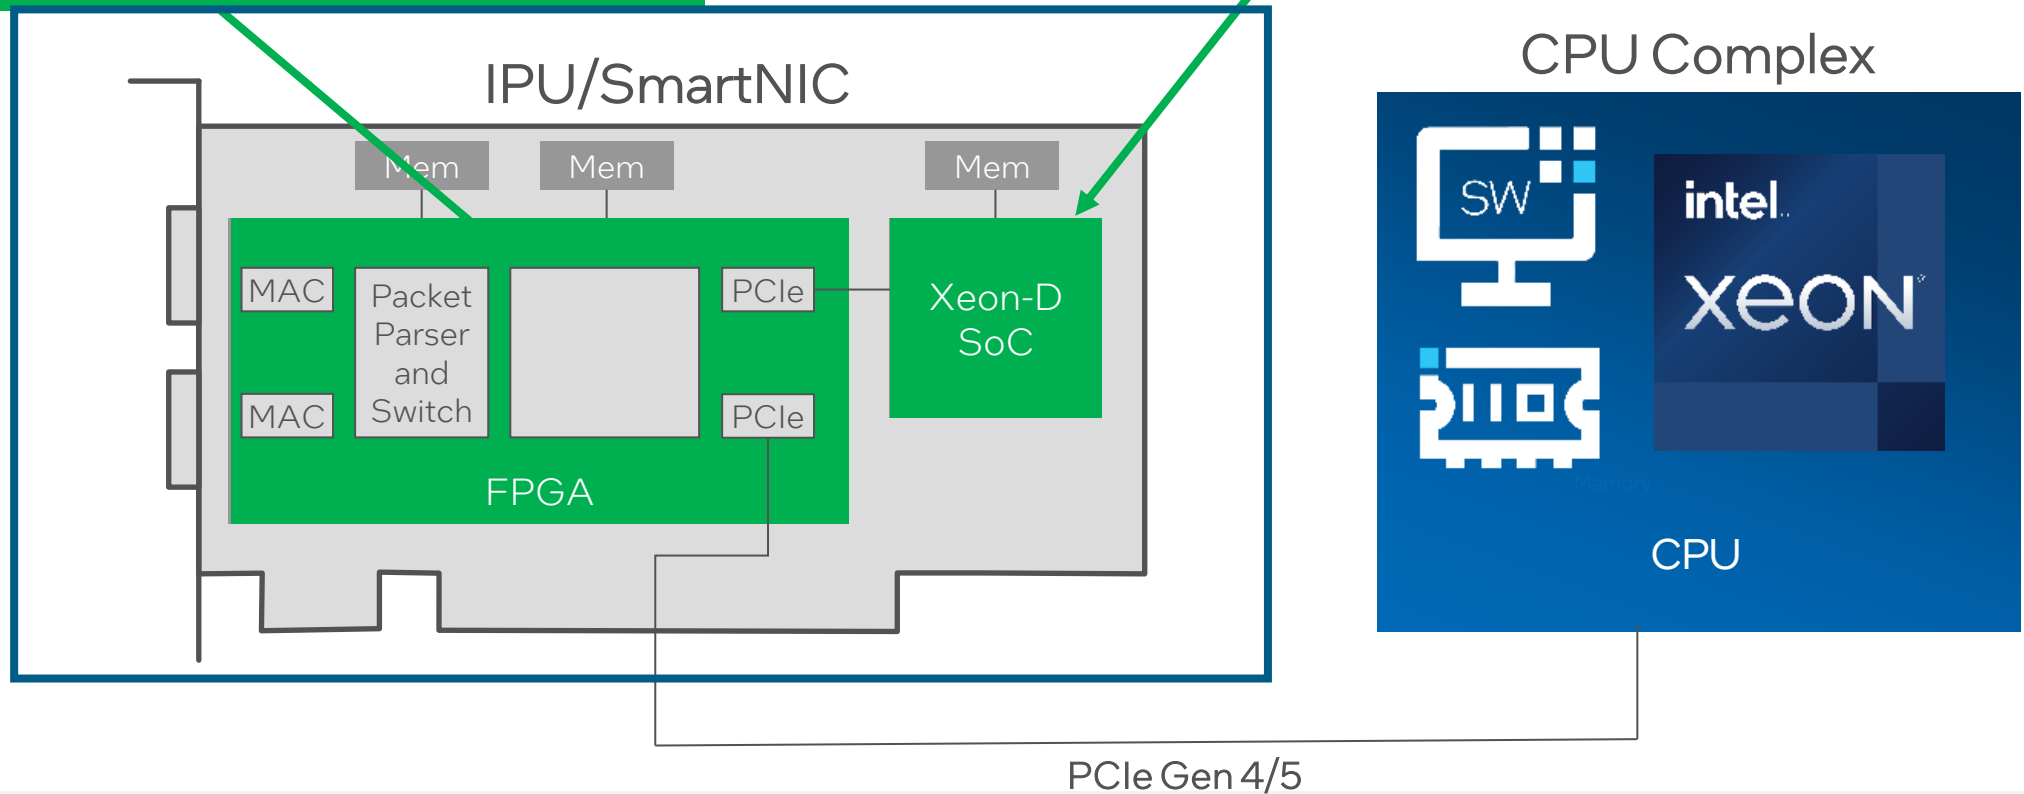 IPU/SmartNIC
CPU Complex
Mem
Mem
Mem
MAC
MAC
Packet
Parser
and
Switch
PCIe
PCIe
FPGA
Xeon-D
SoC
SW
intel.
xeon
Memory
CPU
PCIe Gen 4/5